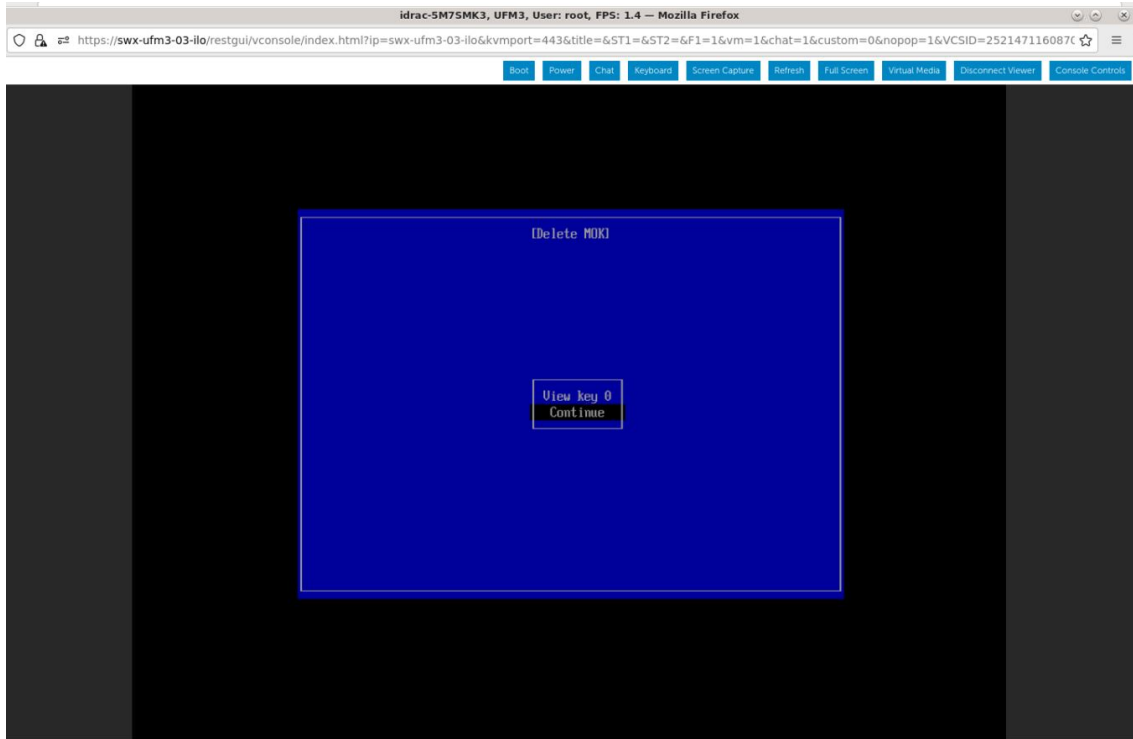 idrac-5M7SMK3, UFM3, User: root, FPS: 1.4 — Mozilla Firefox
https://swx-ufm3-03-ilo/restgui/vconsole/index.html?ip=swx-ufm3-03-ilo&kvmport=443&title=&ST1=&ST2=&F1=1&vm=1&chat=1&custom=0&nopop=1&VCSID=2521471160870
Boot Power Chat Keyboard Screen Capture Refresh Full Screen Virtual Media Disconnect Viewer Console Controls
[Delete MOK]
View key 0
Continue